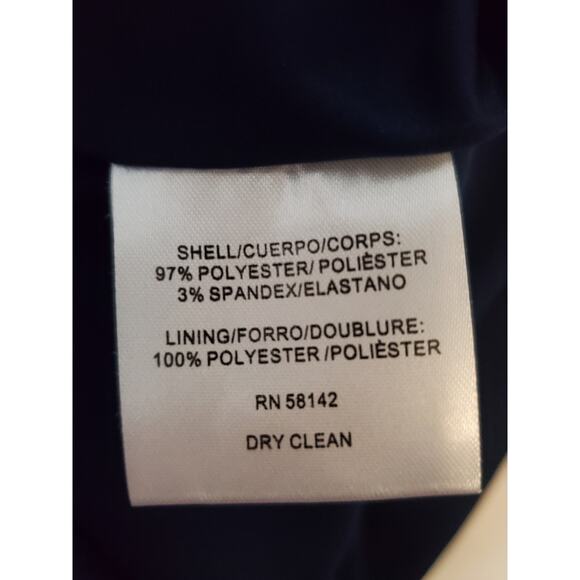 SHELL/CUERPO/CORPS:
97% POLYESTER/ POLIÈSTER
3% SPANDEX/ELASTANO
LINING/FORRO/DOUBLURE:
100% POLYESTER /POLIÈSTER
RN 58142
DRY CLEAN